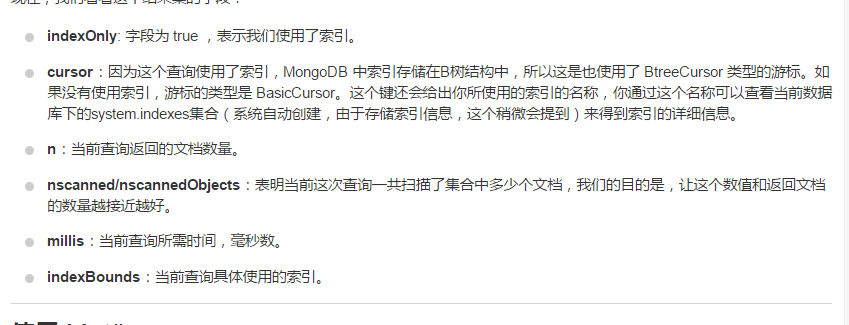 indexOnly: 字段为 true ，表示我们使用了索引。
cursor：因为这个查询使用了索引，MongoDB 中索引存储在B树结构中，所以这是也使用了 BtreeCursor 类型的游标。如
果没有使用索引，游标的类型是 BasicCursor。这个键还会给出你所使用的索引的名称，你通过这个名称可以查看当前数据
库下的system.indexes集合（系统自动创建，由于存储索引信息，这个稍微会提到）来得到索引的详细信息。
n：当前查询返回的文档数量。
nscanned/nscannedObjects：表明当前这次查询一共扫描了集合中多少个文档，我们的目的是，让这个数值和返回文档
的数量越接近越好。
millis：当前查询所需时间，毫秒数。
indexBounds：当前查询具体使用的索引。